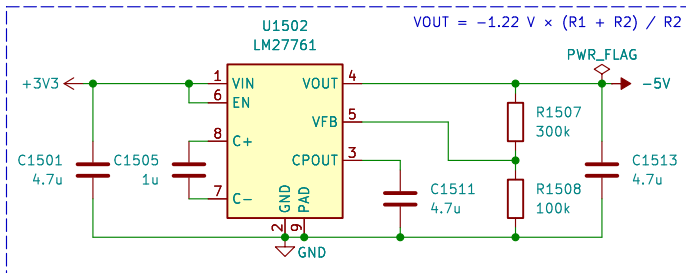 VOUT = −1.22 V × (R1 + R2) / R2
U1502
LM27761
PWR_FLAG
+3V3
1
VIN
VOUT
4
−5V
6
EN
R1507
300k
VFB
5
8
C+
C1501
4.7u
C1505
1u
CPOUT
3
C1513
4.7u
C1511
4.7u
R1508
100k
7
C−
GND
PAD
2
9
GND